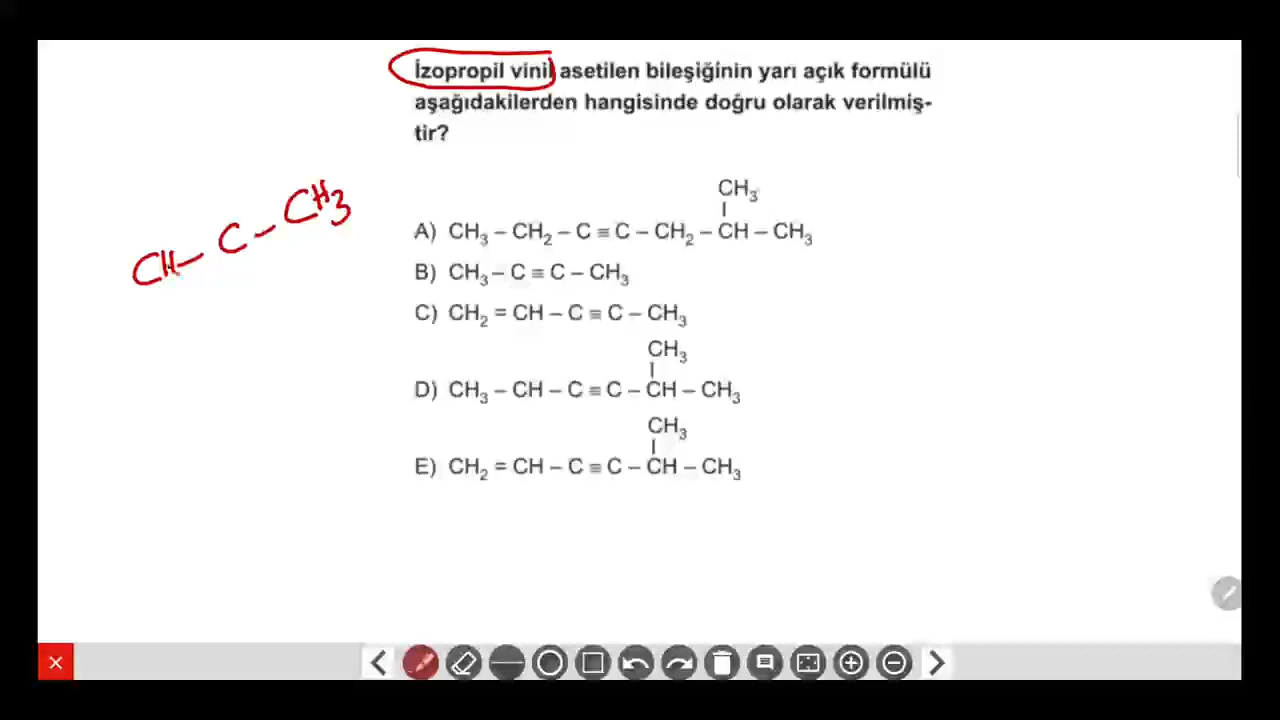 İzopropil vinil asetilen bileşiğinin yarı açık formülü
aşağıdakilerden hangisinde doğru olarak verilmiş-
tir?
CH – C – CH3
CH₃
A) CH₃ – CH₂ – C ≡ C – CH₂ – CH – CH₃
B) CH₃ – C ≡ C – CH₃
C) CH₂ = CH – C ≡ C – CH₃
CH₃
D) CH₃ – CH – C ≡ C – CH – CH₃
CH₃
E) CH₂ = CH – C ≡ C – CH – CH₃